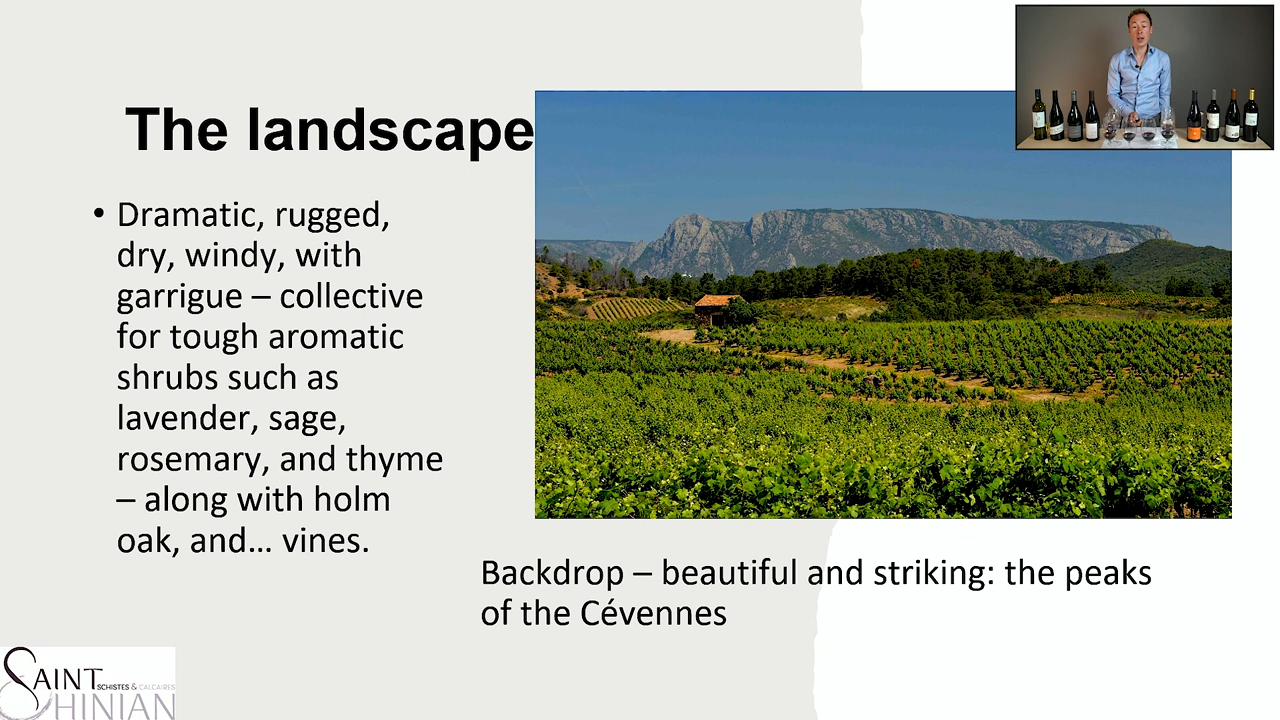 The landscape
• Dramatic, rugged,
dry, windy, with
garrigue – collective
for tough aromatic
shrubs such as
lavender, sage,
rosemary, and thyme
– along with holm
oak, and… vines.
Backdrop – beautiful and striking: the peaks
of the Cévennes
SAINT
SCHISTES & CALCAIRES
CHINIAN